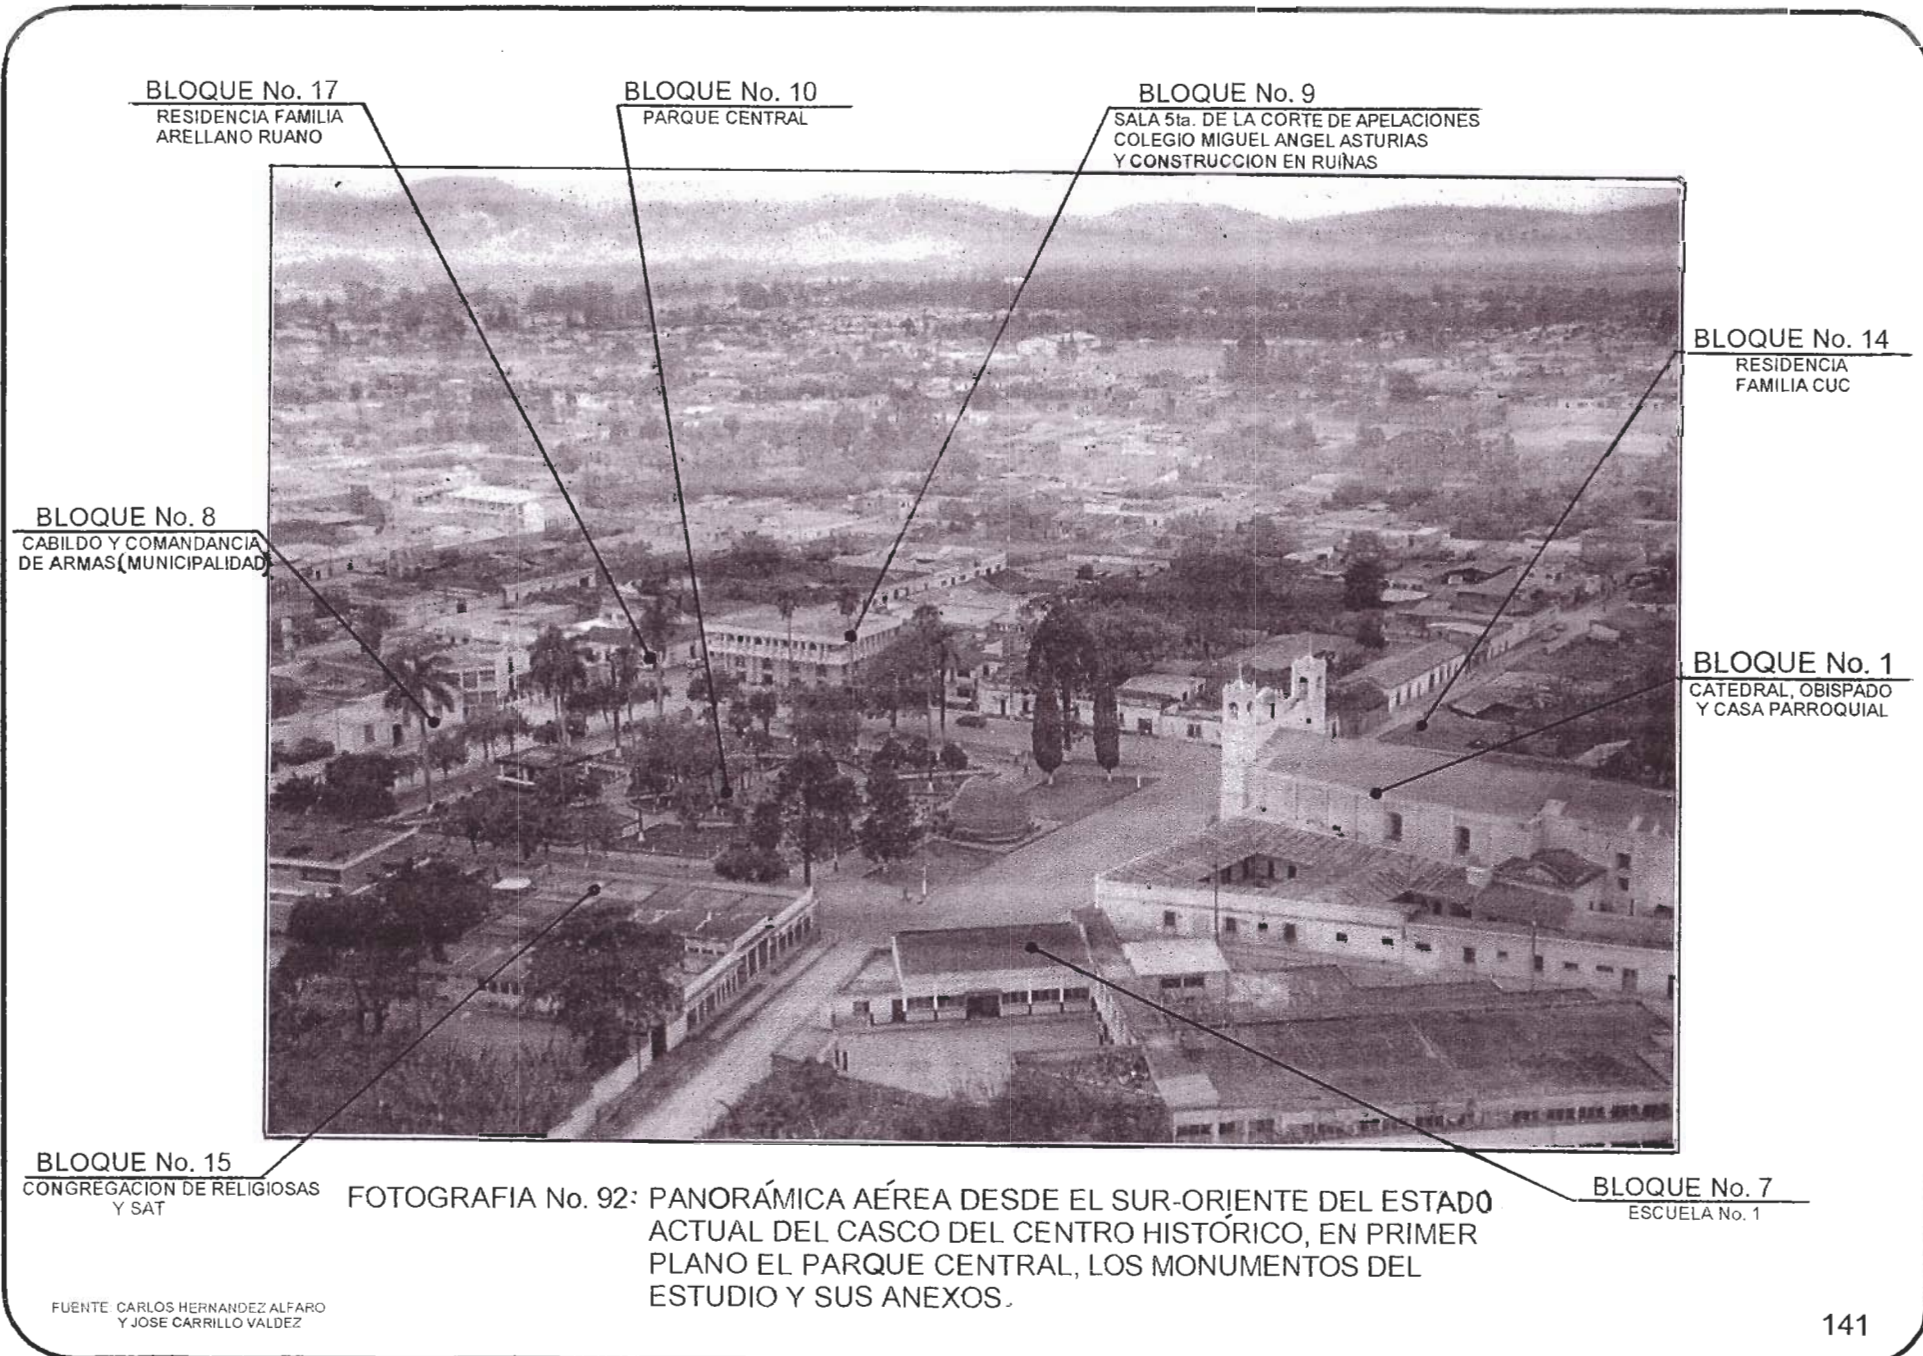 BLOQUE No. 17
RESIDENCIA FAMILIA
ARELLANO RUANO
BLOQUE No. 10
PARQUE CENTRAL
BLOQUE No. 9
SALA 5ta. DE LA CORTE DE APELACIONES
COLEGIO MIGUEL ANGEL ASTURIAS
Y CONSTRUCCION EN RUINAS
BLOQUE No. 14
RESIDENCIA
FAMILIA CUC
BLOQUE No. 8
CABILDO Y COMANDANCIA
DE ARMAS(MUNICIPALIDAD)
BLOQUE No. 1
CATEDRAL, OBISPADO
Y CASA PARROQUIAL
BLOQUE No. 15
CONGREGACION DE RELIGIOSAS
Y SAT
BLOQUE No. 7
ESCUELA No. 1
FOTOGRAFIA No. 92: PANORÁMICA AÉREA DESDE EL SUR-ORIENTE DEL ESTADO
ACTUAL DEL CASCO DEL CENTRO HISTÓRICO, EN PRIMER
PLANO EL PARQUE CENTRAL, LOS MONUMENTOS DEL
ESTUDIO Y SUS ANEXOS.
FUENTE CARLOS HERNANDEZ ALFARO
Y JOSE CARRILLO VALDEZ
141